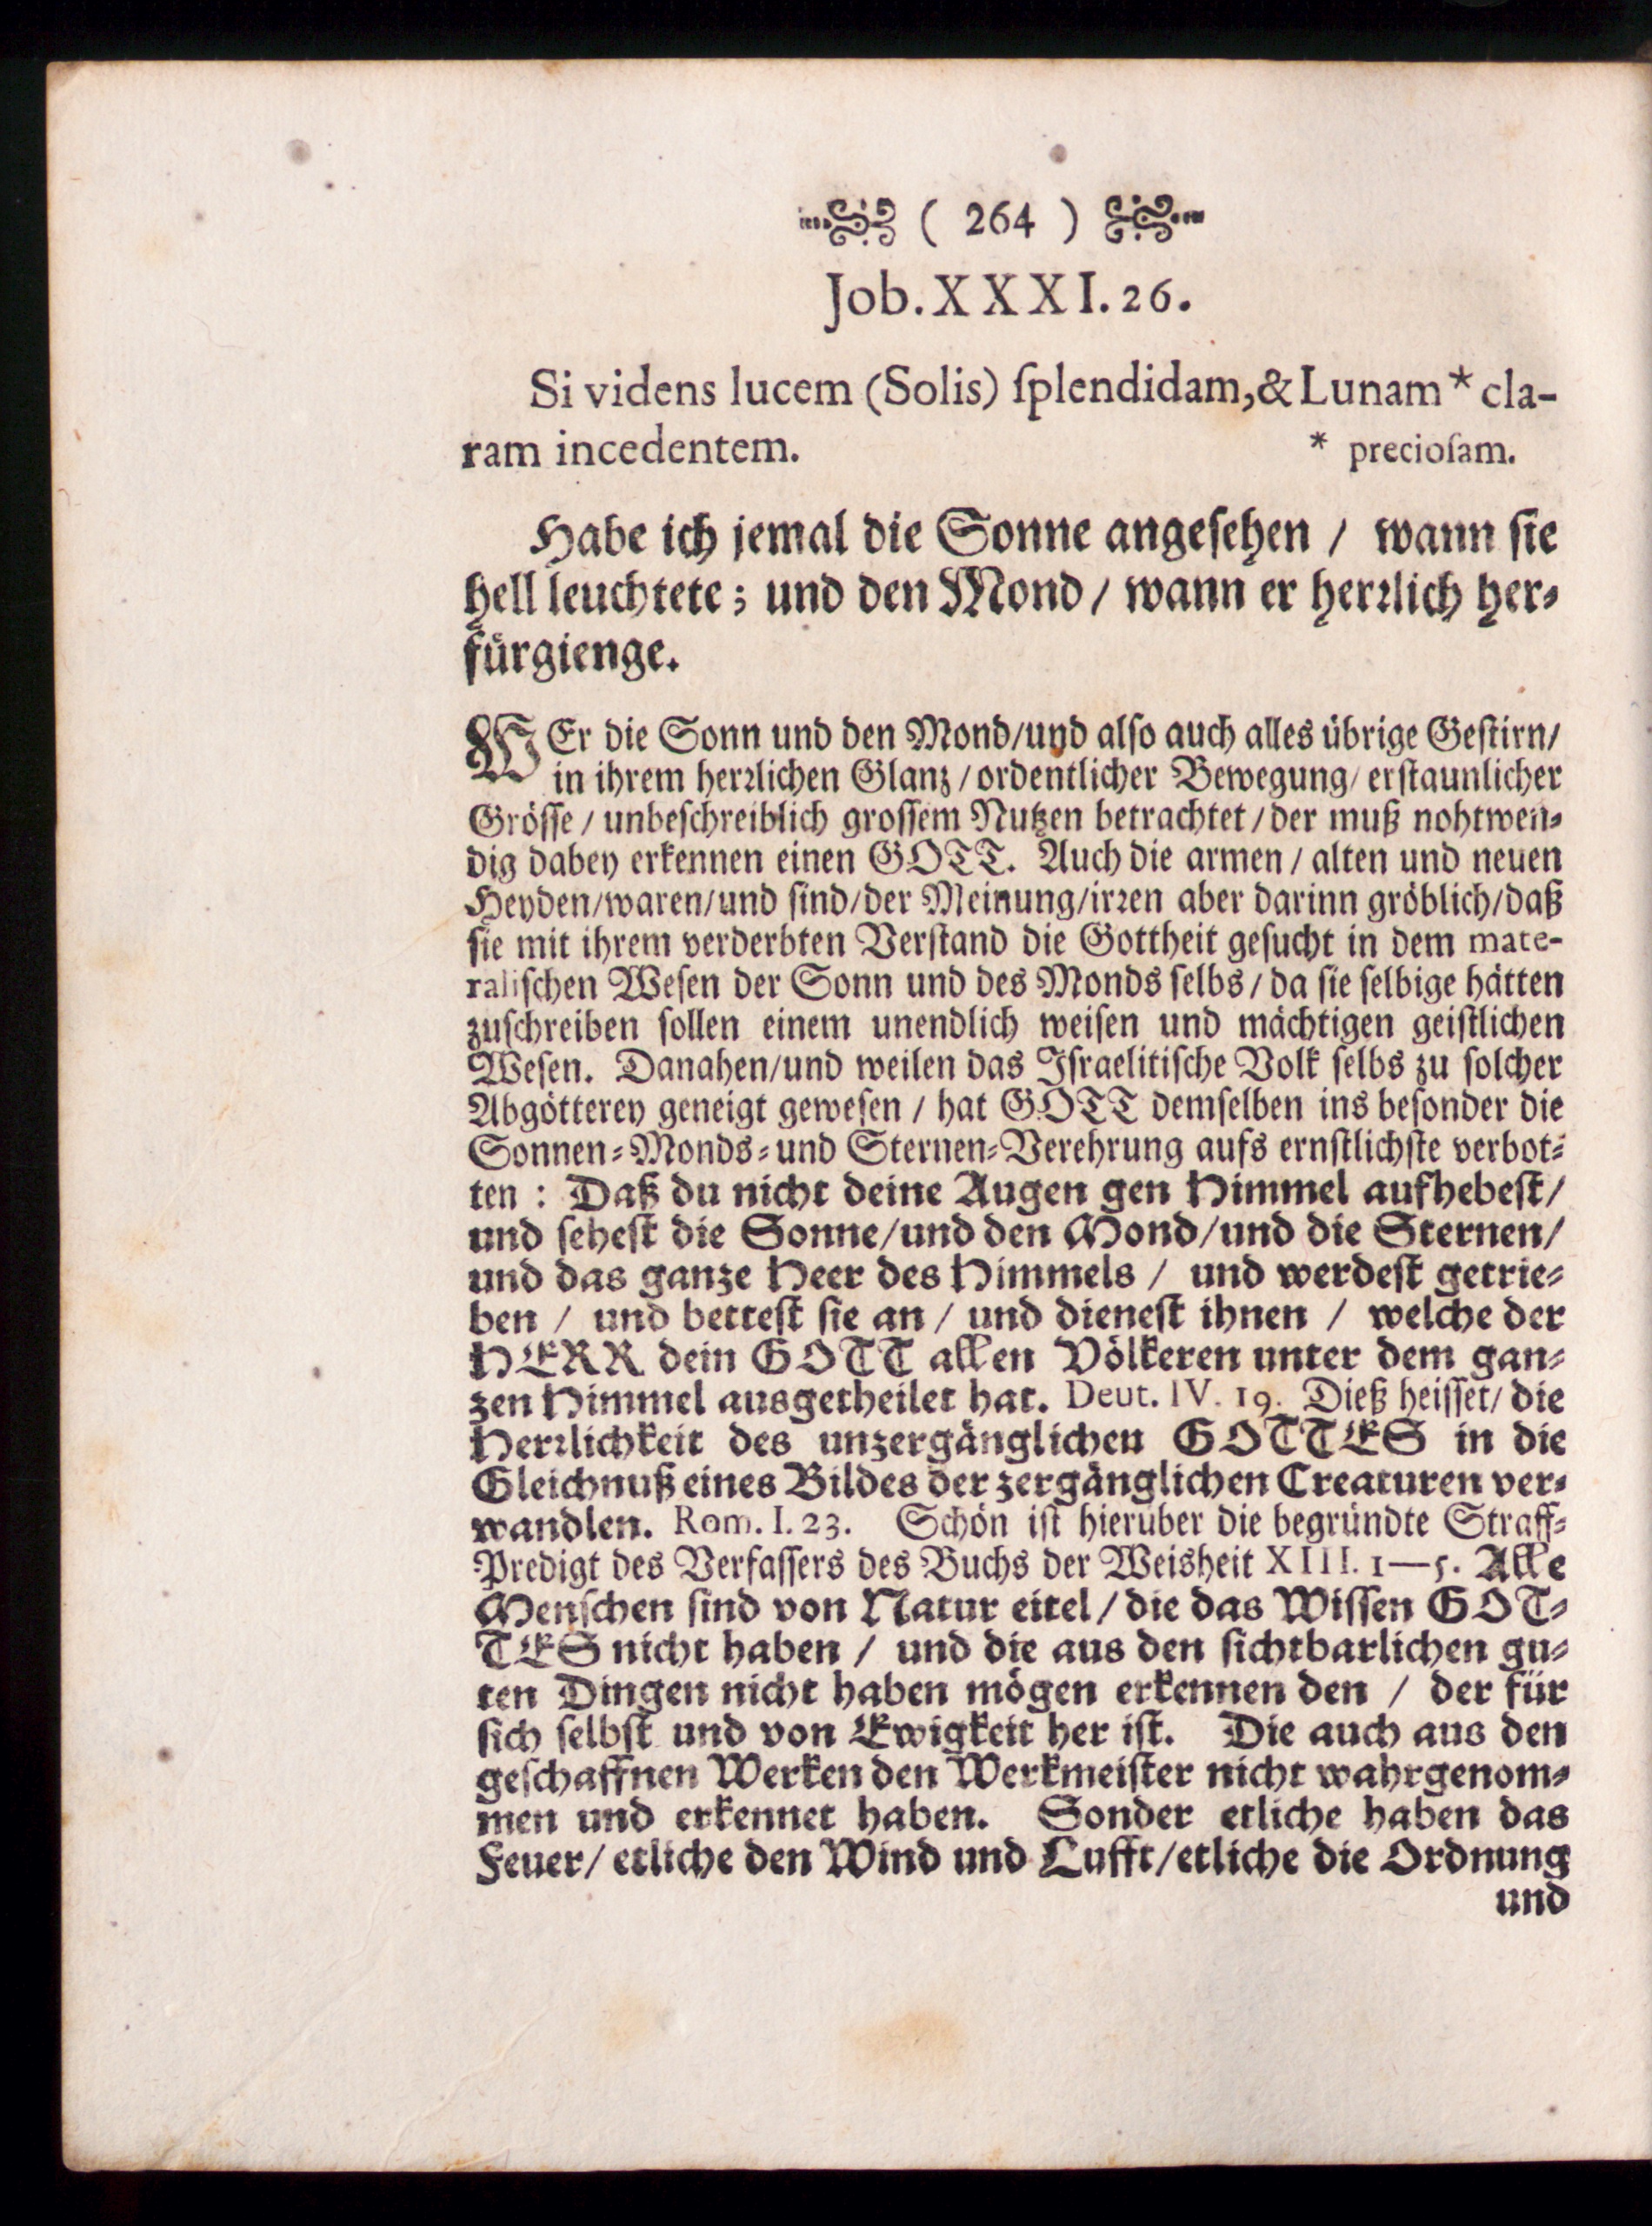 ( 264 )
Job. XXXI. 26.
Si videns lucem (Solis) ſplendidam, & Lunam * cla-
ram incedentem. * precioſam.
Habe ich jemal die Sonne angeſehen / wann ſie
hell leuchtete; und den Mond / wann er herꝛlich her⸗
fürgienge.
WEr die Sonn und den Mond/und alſo auch alles übrige Geſtirn/
in ihrem herꝛlichen Glanz / ordentlicher Bewegung/ erſtaunlicher
Gröſſe / unbeſchreiblich groſſem Nutzen betrachtet / der muß nohtwen⸗
dig dabey erkennen einen GOTT. Auch die armen / alten und neuen
Heyden/waren/und ſind/der Meinung/irꝛen aber darinn gröblich/daß
ſie mit ihrem verderbten Verſtand die Gottheit geſucht in dem mate-
raliſchen Weſen der Sonn und des Monds ſelbs / da ſie ſelbige hätten
zuſchreiben ſollen einem unendlich weiſen und mächtigen geiſtlichen
Weſen. Danahen/und weilen das Iſraelitiſche Volk ſelbs zu ſolcher
Abgötterey geneigt geweſen / hat GOTT demſelben ins beſonder die
Sonnen⸗Monds⸗und Sternen⸗Verehrung aufs ernſtlichſte verbot⸗
ten : Daß du nicht deine Augen gen Himmel aufhebeſt/
und ſeheſt die Sonne/und den Mond/und die Sternen/
und das ganze Heer des Himmels / und werdeſt getrie⸗
ben / und betteſt ſie an / und dieneſt ihnen / welche der
HERR dein GOTT allen Völkeren unter dem gan⸗
zen Himmel ausgetheilet hat. Deut. IV. 19. Dieß heiſſet/ die
Herꝛlichkeit des unzergänglichen GOTTES in die
Gleichnuß eines Bildes der zergänglichen Creaturen ver⸗
wandlen. Rom. I. 23. Schön iſt hierüber die begründte Straff⸗
Predigt des Verfaſſers des Buchs der Weisheit XIII. 1—5. Alle
Menſchen ſind von Natur eitel / die das Wiſſen GOT⸗
TES nicht haben / und die aus den ſichtbarlichen gu⸗
ten Dingen nicht haben mögen erkennen den / der für
ſich ſelbſt und von Ewigkeit her iſt. Die auch aus den
geſchaffnen Werken den Werkmeiſter nicht wahrgenom⸗
men und erkennet haben. Sonder etliche haben das
Feuer/ etliche den Wind und Lufft/etliche die Ordnung
und